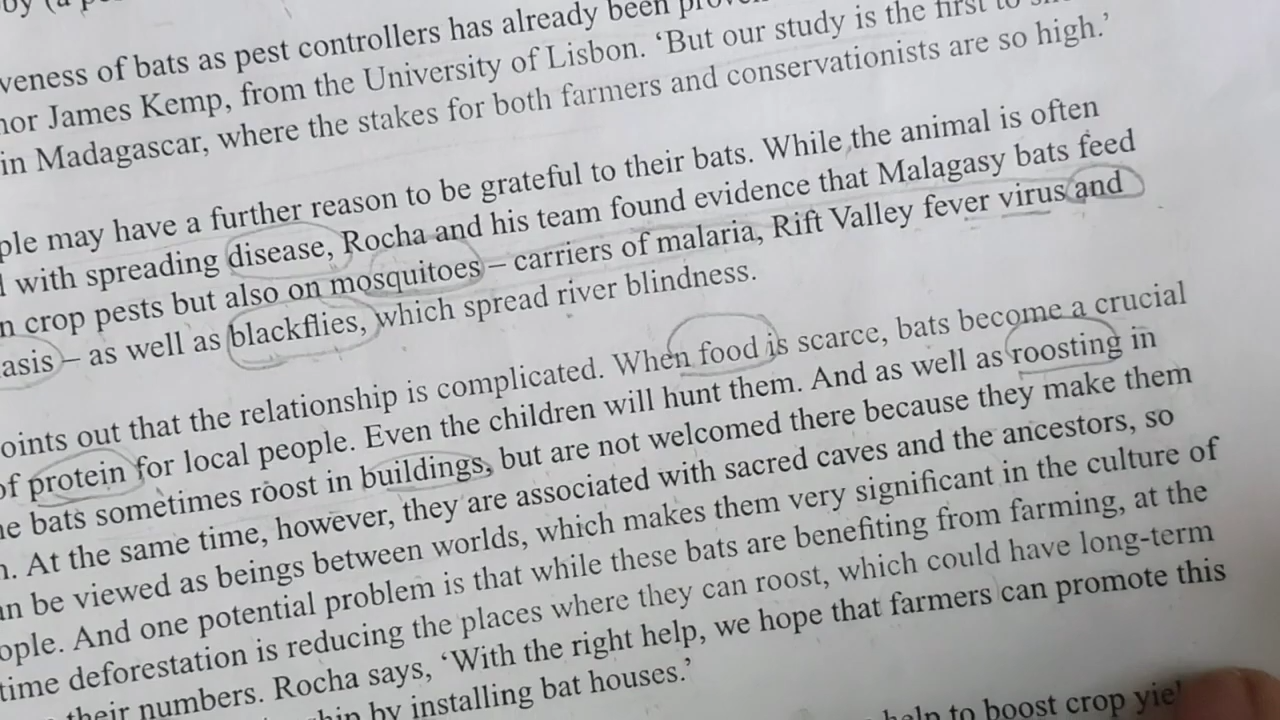 by (a
veness of bats as pest controllers has already been
nor James Kemp, from the University of Lisbon. ‘But our study is the first to
in Madagascar, where the stakes for both farmers and conservationists are so high.’
ple may have a further reason to be grateful to their bats. While the animal is often
with spreading disease, Rocha and his team found evidence that Malagasy bats feed
n crop pests but also on mosquitoes – carriers of malaria, Rift Valley fever virus and
asis – as well as blackflies, which spread river blindness.
oints out that the relationship is complicated. When food is scarce, bats become a crucial
of protein for local people. Even the children will hunt them. And as well as roosting in
he bats sometimes roost in buildings, but are not welcomed there because they make them
n. At the same time, however, they are associated with sacred caves and the ancestors, so
an be viewed as beings between worlds, which makes them very significant in the culture of
ople. And one potential problem is that while these bats are benefiting from farming, at the
time deforestation is reducing the places where they can roost, which could have long-term
their numbers. Rocha says, ‘With the right help, we hope that farmers can promote this
ship by installing bat houses.’
help to boost crop yiel